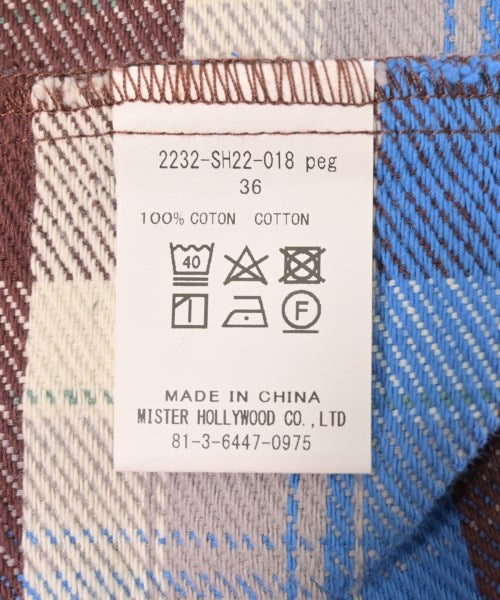 2232-SH22-018 peg
36
100% COTON COTTON
40
F
MADE IN CHINA
MISTER HOLLYWOOD CO.,LTD
81-3-6447-0975